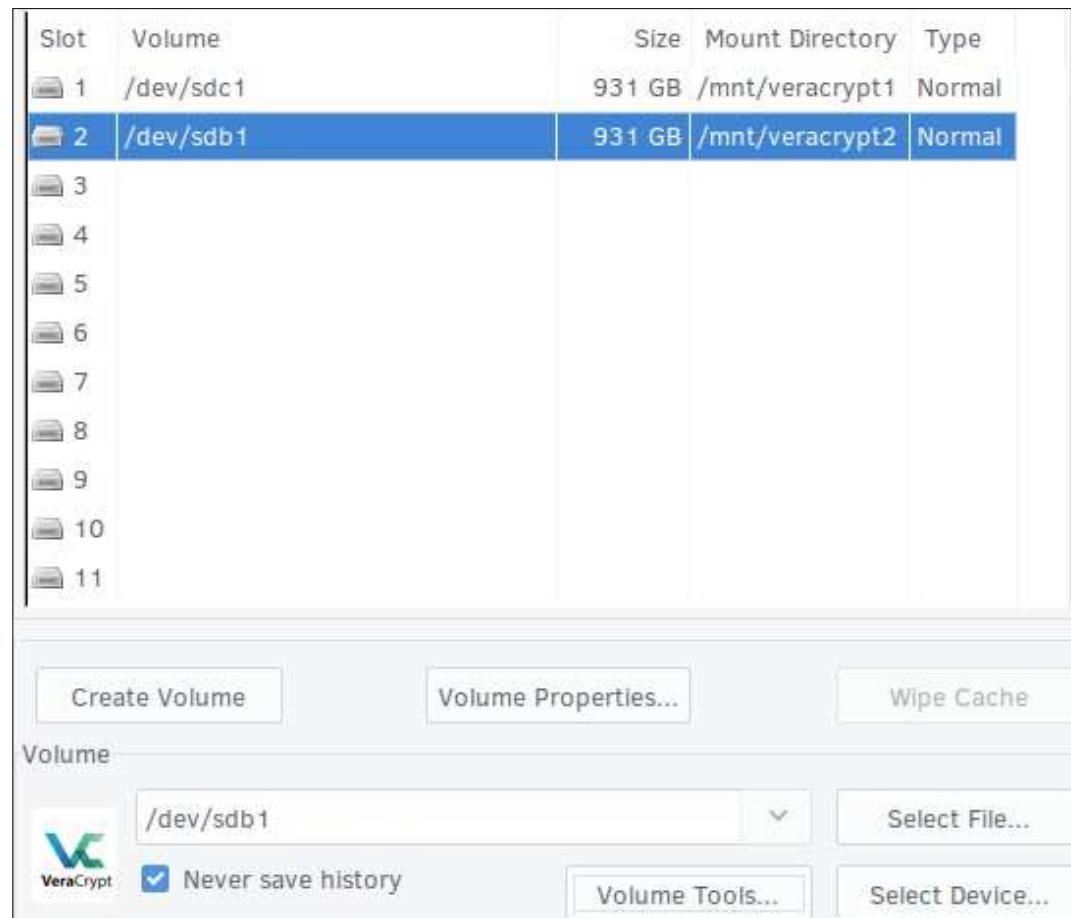 Slot Volume Size Mount Directory Type
1 /dev/sdc1 931 GB /mnt/veracrypt1 Normal
2 /dev/sdb1 931 GB /mnt/veracrypt2 Normal
3
4
5
6
7
8
9
10
11
Create Volume Volume Properties... Wipe Cache
Volume
/dev/sdb1 Select File...
VeraCrypt Never save history Volume Tools... Select Device...